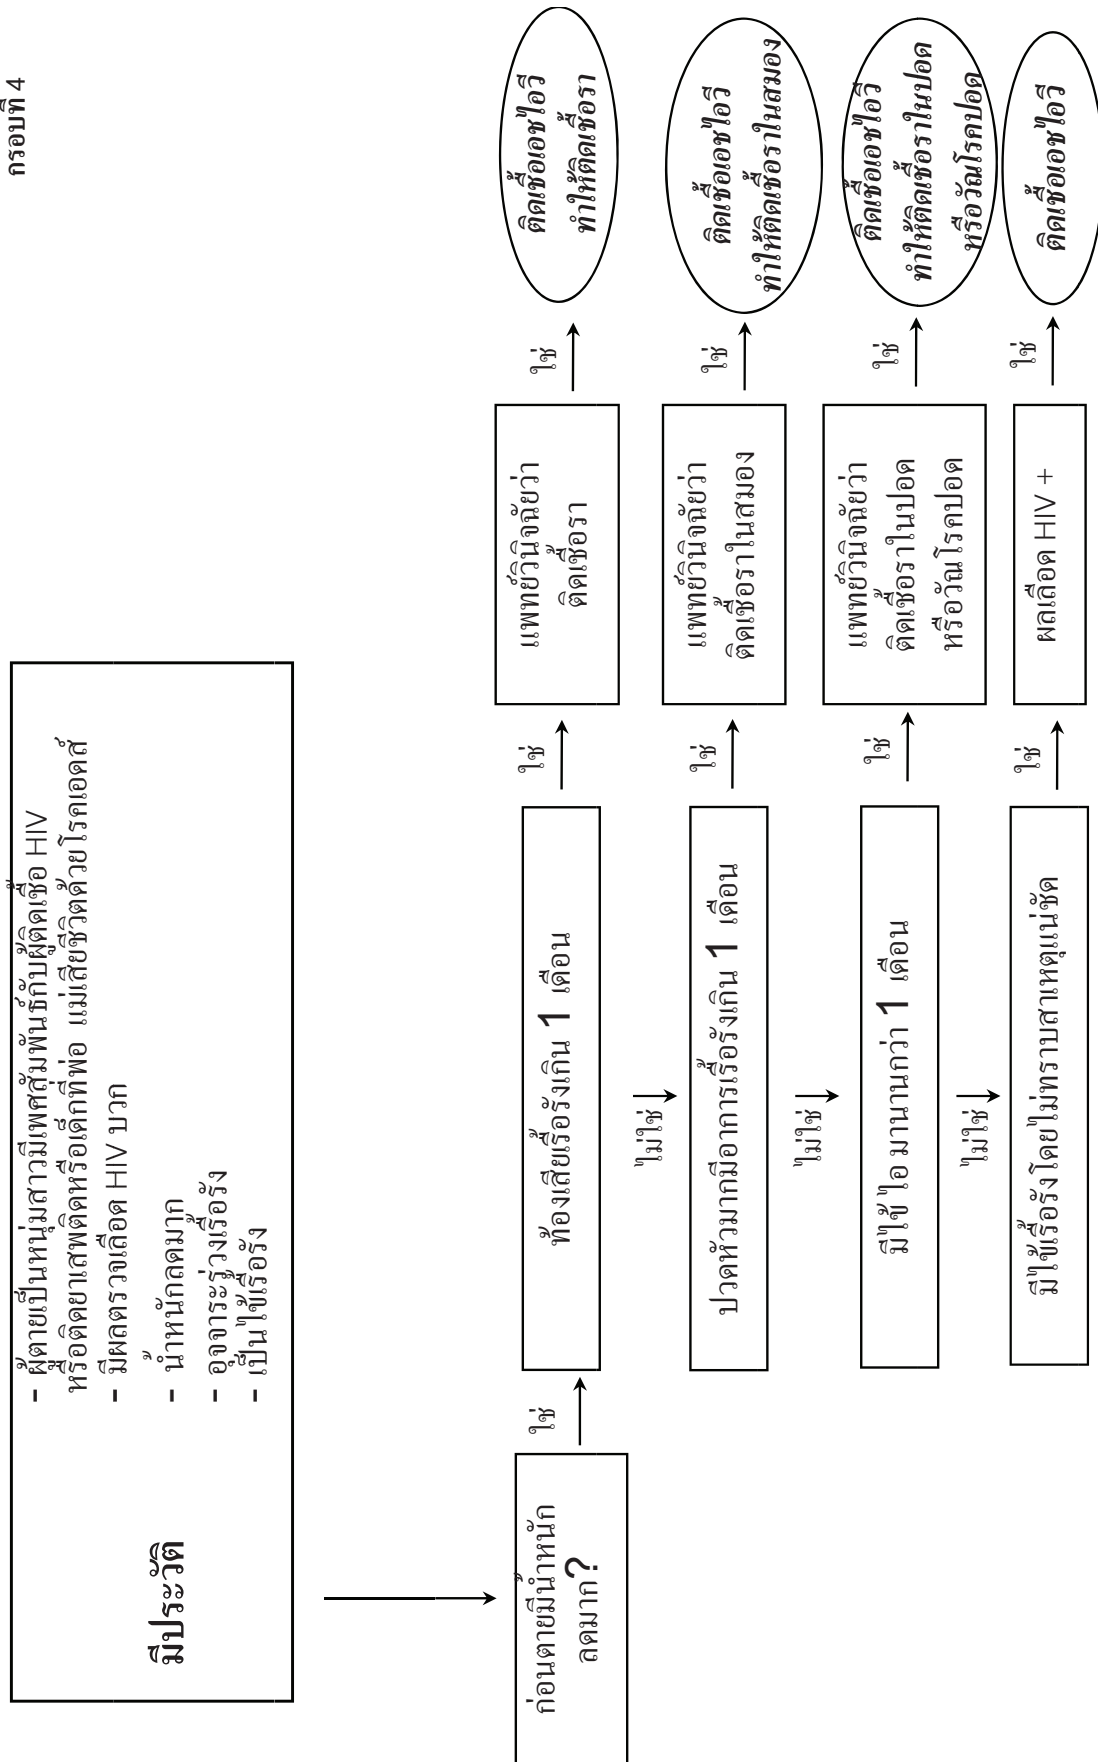 กรอบที่ 4
มีประวัติ
- ผู้ตายเป็นหนุ่มสาวมีเพศสัมพันธ์กับผู้ติดเชื้อ HIV
หรือติดยาเสพติดหรือเด็กที่พ่อ แม่เสียชีวิตด้วยโรคเอดส์
- มีผลตรวจเลือด HIV บวก
- น้ำหนักลดมาก
- อุจจาระร่วงเรื้อรัง
- เป็นไข้เรื้อรัง
ก่อนตายมีน้ำหนัก
ลดมาก?
ใช่
ท้องเสียเรื้อรังเกิน 1 เดือน
ใช่
แพทย์วินิจฉัยว่า
ติดเชื้อรา
ใช่
ติดเชื้อเอชไอวี
ทำให้ติดเชื้อรา
ไม่ใช่
ปวดหัวมากมีอาการเรื้อรังเกิน 1 เดือน
ใช่
แพทย์วินิจฉัยว่า
ติดเชื้อราในสมอง
ใช่
ติดเชื้อเอชไอวี
ทำให้ติดเชื้อราในสมอง
ไม่ใช่
มีไข้ ไอ มานานกว่า 1 เดือน
ใช่
แพทย์วินิจฉัยว่า
ติดเชื้อราในปอด
หรือวัณโรคปอด
ใช่
ติดเชื้อเอชไอวี
ทำให้ติดเชื้อราในปอด
หรือวัณโรคปอด
ไม่ใช่
มีไข้เรื้อรังโดยไม่ทราบสาเหตุแน่ชัด
ใช่
ผลเลือด HIV +
ใช่
ติดเชื้อเอชไอวี